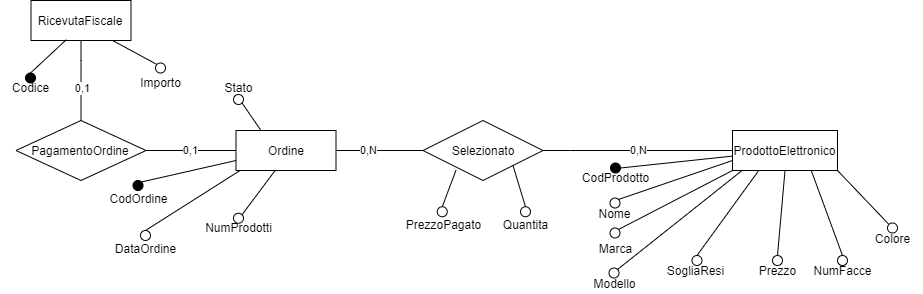 RicevutaFiscale
Codice
0,1
Importo
Stato
PagamentoOrdine
0,1
Ordine
0,N
Selezionato
0,N
ProdottoElettronico
CodProdotto
CodOrdine
Nome
PrezzoPagato
Quantita
NumProdotti
DataOrdine
Marca
Colore
Modello
SogliaResi
Prezzo
NumFacce